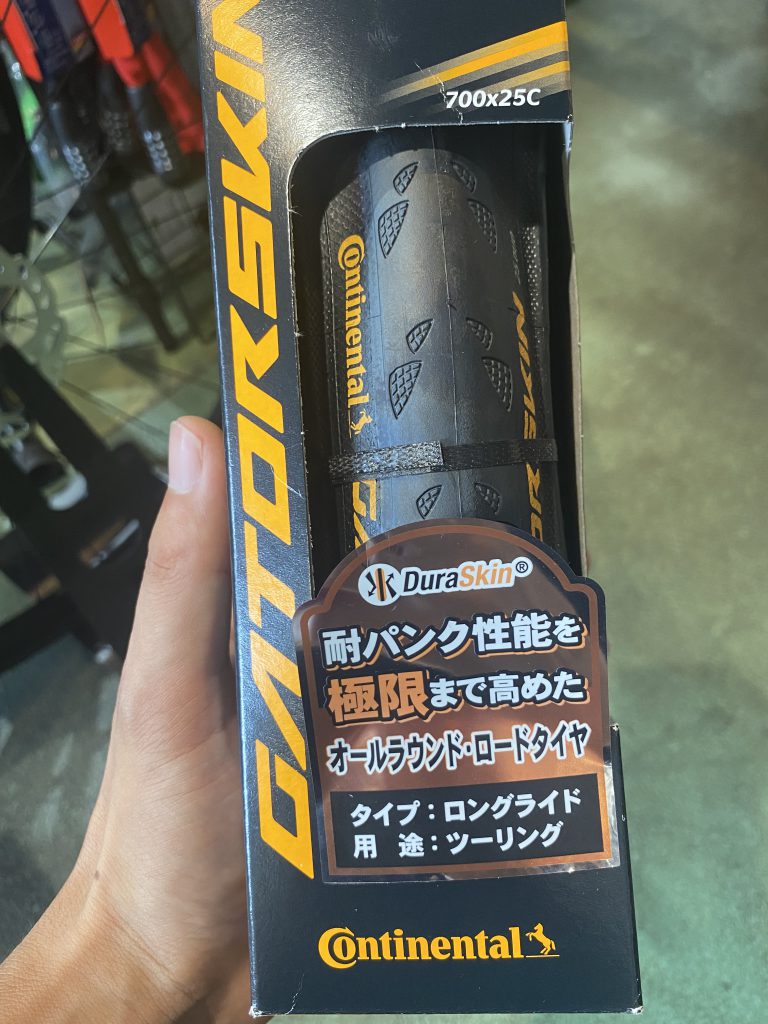 700x25C
GATORSKIN
Continental
DuraSkin®
耐パンク性能を
極限まで高めた
オールラウンド・ロードタイヤ
タイプ：ロングライド
用　途：ツーリング
Continental